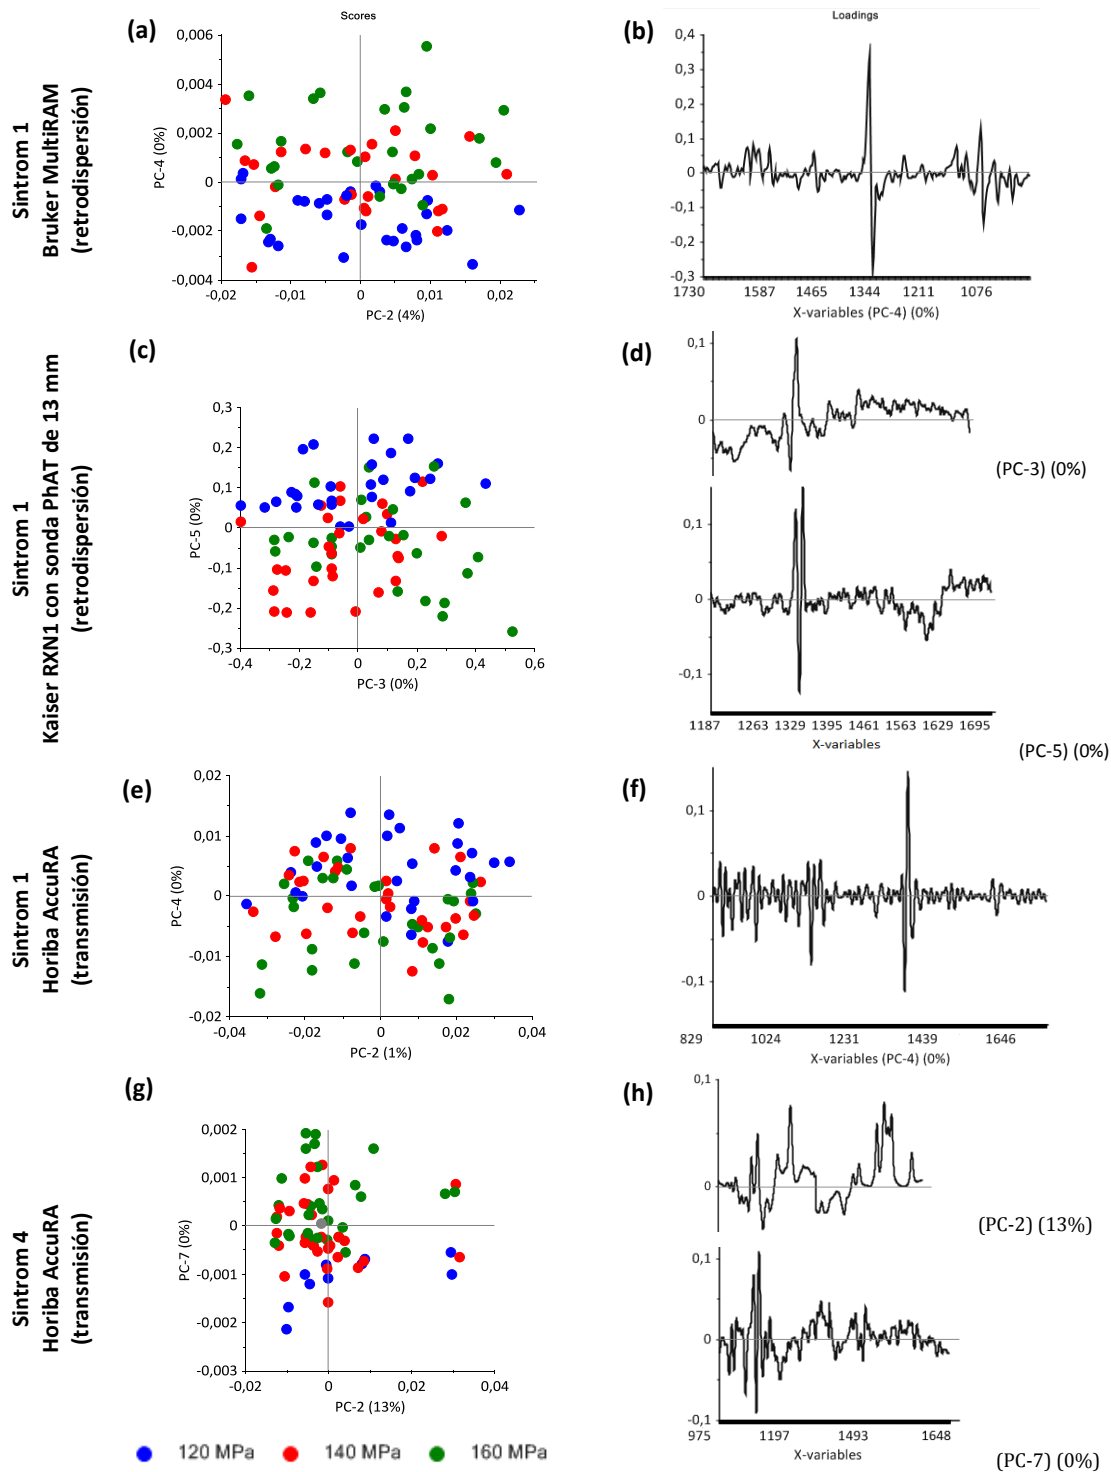 Scores
Loadings
Sintrom 1
Bruker MultiRAM
(retrodispersión)
(a)
0,006
0,004
0,002
0
-0,002
-0,004
PC-4 (0%)
-0,02
-0,01
0
0,01
0,02
PC-2 (4%)
(b)
0,4
0,3
0,2
0,1
0
-0,1
-0,2
-0,3
1730
1587
1465
1344
1211
1076
X-variables (PC-4) (0%)
Sintrom 1
Kaiser RXN1 con sonda PhAT de 13 mm
(retrodispersión)
(c)
0,3
0,2
0,1
0
-0,1
-0,2
-0,3
PC-5 (0%)
-0,4
-0,2
0
0,2
0,4
0,6
PC-3 (0%)
(d)
0,1
0
(PC-3) (0%)
0,1
0
-0,1
1187
1263
1329
1395
1461
1563
1629
1695
X-variables
(PC-5) (0%)
Sintrom 1
Horiba AccuRA
(transmisión)
(e)
0,02
0,01
0
-0,01
-0,02
PC-4 (0%)
-0,04
-0,02
0
0,02
0,04
PC-2 (1%)
(f)
0,1
0
-0,1
829
1024
1231
1439
1646
X-variables (PC-4) (0%)
Sintrom 4
Horiba AccuRA
(transmisión)
(g)
0,002
0,001
0
-0,001
-0,002
-0,003
PC-7 (0%)
-0,02
0
0,02
0,04
PC-2 (13%)
(h)
0,1
0
(PC-2) (13%)
0,1
0
-0,1
975
1197
1493
1648
X-variables
(PC-7) (0%)
120 MPa
140 MPa
160 MPa